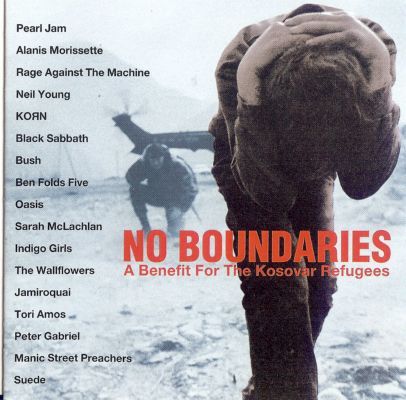 Pearl Jam
Alanis Morissette
Rage Against The Machine
Neil Young
KOЯN
Black Sabbath
Bush
Ben Folds Five
Oasis
Sarah McLachlan
Indigo Girls
The Wallflowers
Jamiroquai
Tori Amos
Peter Gabriel
Manic Street Preachers
Suede
NO BOUNDARIES
A Benefit For The Kosovar Refugees